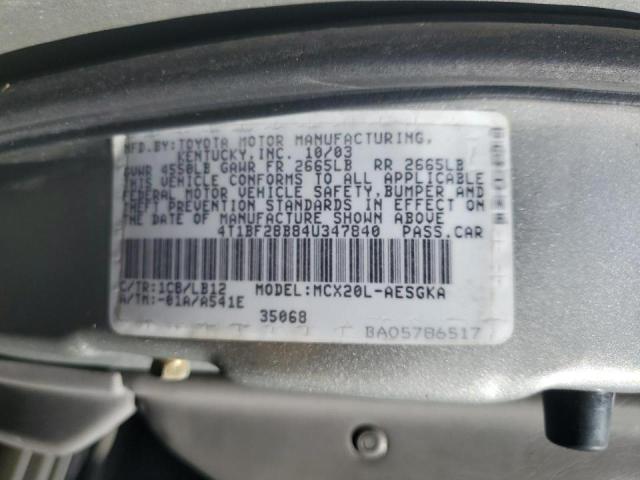 MFD.BY:TOYOTA MOTOR MANUFACTURING,
KENTUCKY,INC. 10/03
GVWR 4550LB GAWR FR 2665LB RR 2665LB
THIS VEHICLE CONFORMS TO ALL APPLICABLE
FEDERAL MOTOR VEHICLE SAFETY,BUMPER AND
THEFT PREVENTION STANDARDS IN EFFECT ON
THE DATE OF MANUFACTURE SHOWN ABOVE
4T1BF28B84U347840 PASS.CAR
C/TR:1CB/LB12 MODEL:MCX20L-AESGKA
A/TM:-01A/A541E
35068
BA05786517